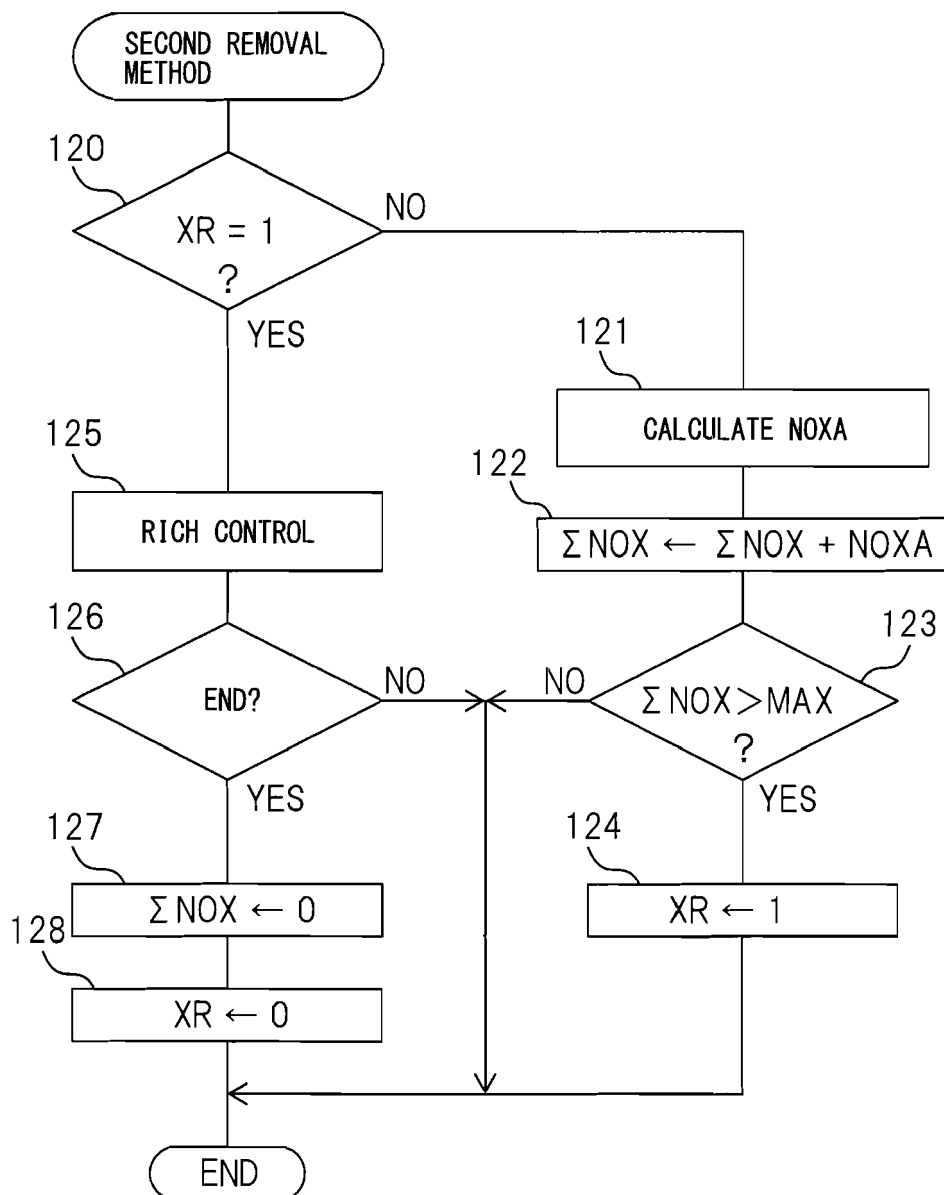 SECOND REMOVAL
METHOD
120
XR = 1
?
NO
YES
121
CALCULATE NOXA
125
RICH CONTROL
122
ΣNOX ← ΣNOX + NOXA
126
END?
NO
YES
123
ΣNOX>MAX
?
NO
YES
127
ΣNOX ← 0
124
XR ← 1
128
XR ← 0
END